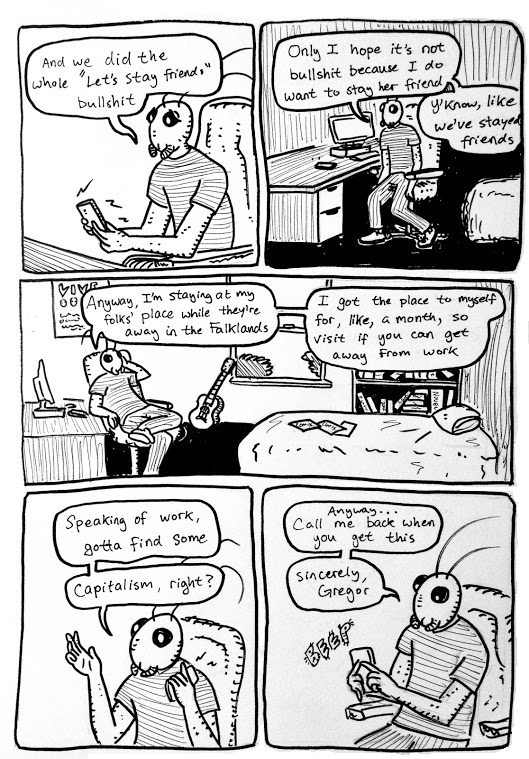 And we did the
whole "Let's stay friends"
bullshit
Only I hope it's not
bullshit because I do
want to stay her friend
Y'know, like
we've stayed
friends
Anyway, I'm staying at my
folks' place while they're
away in the Falklands
I got the place to myself
for, like, a month, so
visit if you can get
away from work
Speaking of work,
gotta find some
Capitalism, right?
Anyway...
Call me back when
you get this
Sincerely,
Gregor
BEEP